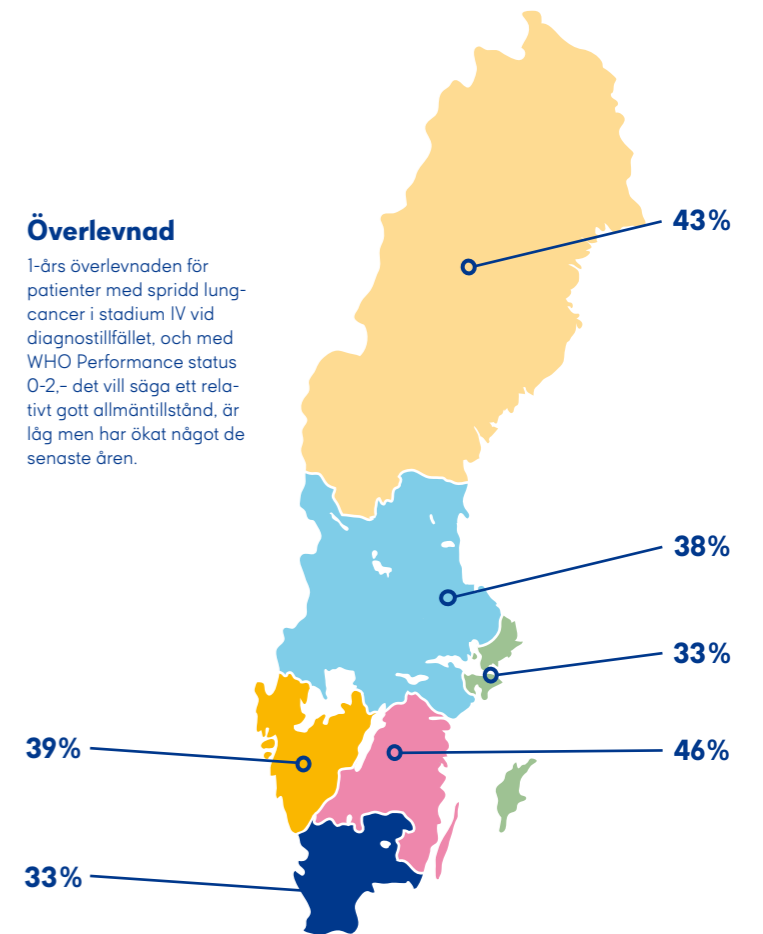 Överlevnad
1-års överlevnaden för
patienter med spridd lung-
cancer i stadium IV vid
diagnostillfället, och med
WHO Performance status
0-2,- det vill säga ett rela-
tivt gott allmäntillstånd, är
låg men har ökat något de
senaste åren.
43%
38%
33%
39%
46%
33%